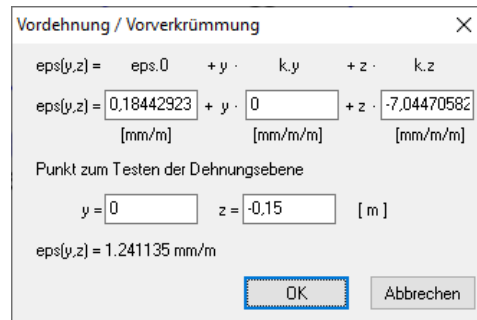 Vordehnung / Vorverkrümmung
eps(y,z) = eps.0 + y · k.y + z · k.z
eps(y,z) = 0,18442923 + y · 0 + z · -7,04470582
[mm/m] [mm/m/m] [mm/m/m]
Punkt zum Testen der Dehnungsebene
y = 0 z = -0,15 [ m ]
eps(y,z) = 1.241135 mm/m
OK Abbrechen